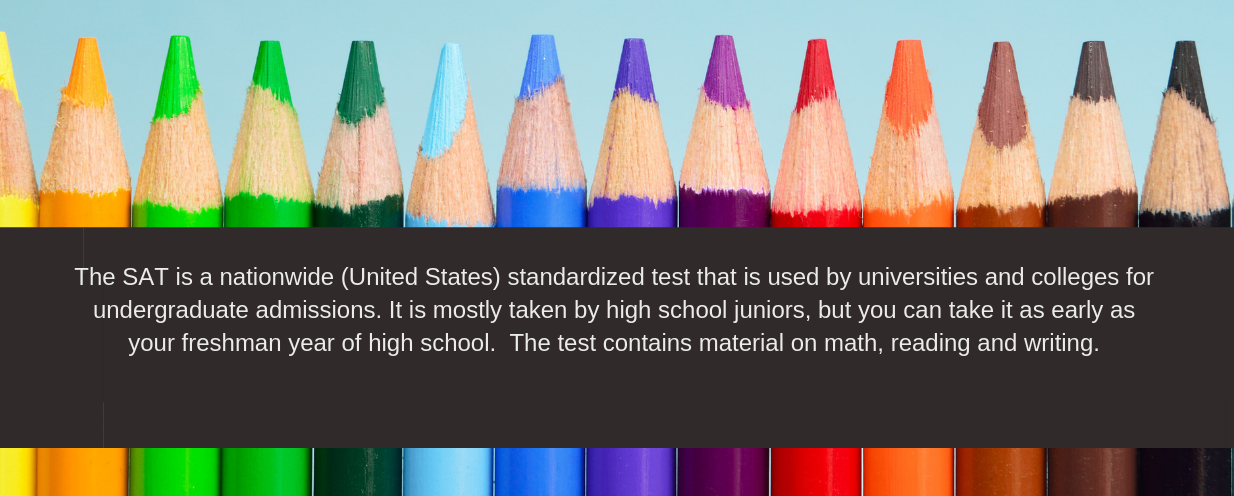 The SAT is a nationwide (United States) standardized test that is used by universities and colleges for
undergraduate admissions. It is mostly taken by high school juniors, but you can take it as early as
your freshman year of high school.  The test contains material on math, reading and writing.